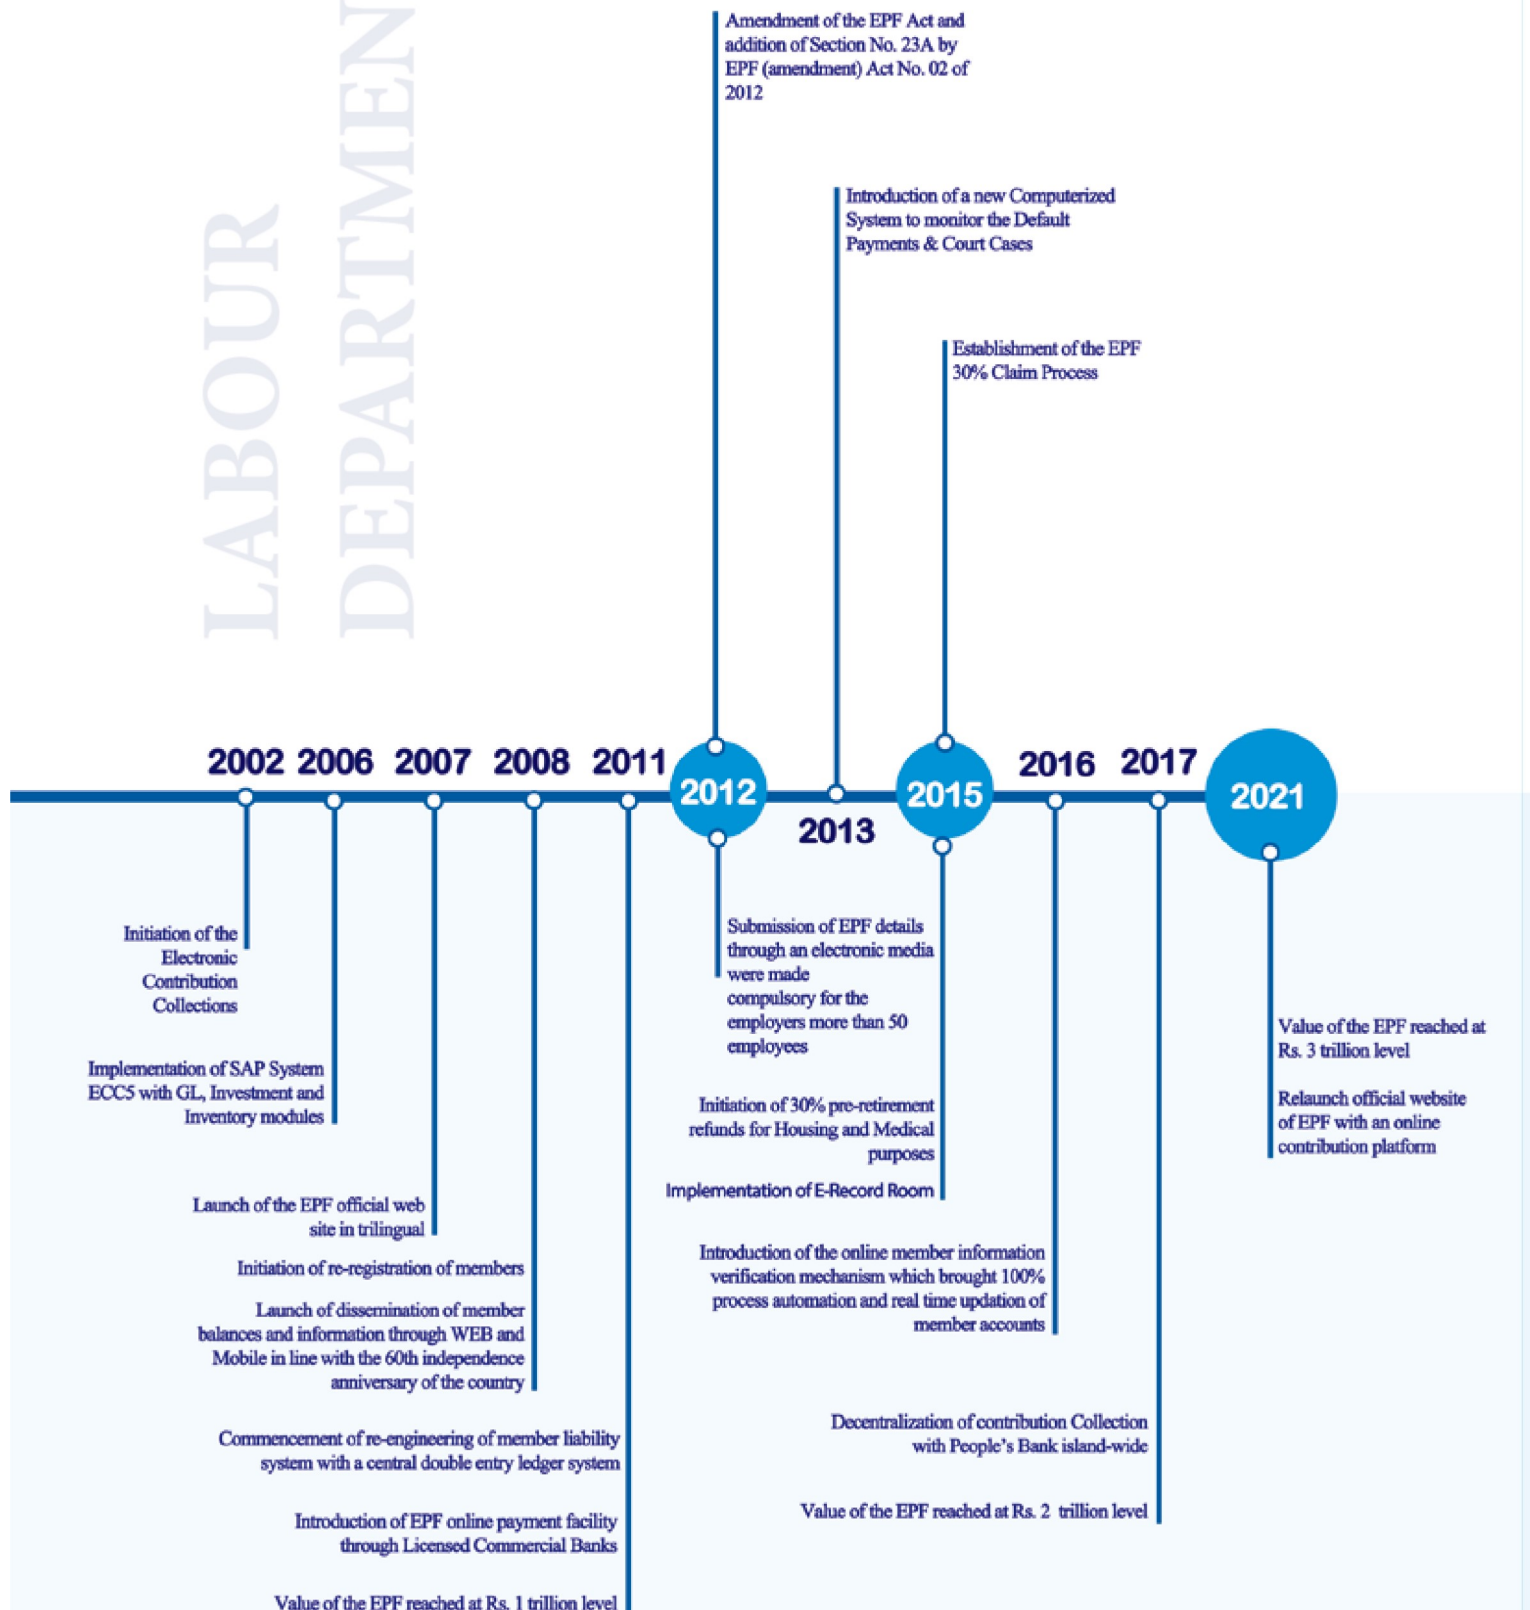 LABOUR
DEPARTMEN
Amendment of the EPF Act and
addition of Section No. 23A by
EPF (amendment) Act No. 02 of
2012
Introduction of a new Computerized
System to monitor the Default
Payments & Court Cases
Establishment of the EPF
30% Claim Process
2002 2006 2007 2008 2011 2012 2013 2015 2016 2017 2021
Initiation of the
Electronic
Contribution
Collections
Implementation of SAP System
ECC5 with GL, Investment and
Inventory modules
Launch of the EPF official web
site in trilingual
Initiation of re-registration of members
Launch of dissemination of member
balances and information through WEB and
Mobile in line with the 60th independence
anniversary of the country
Commencement of re-engineering of member liability
system with a central double entry ledger system
Introduction of EPF online payment facility
through Licensed Commercial Banks
Value of the EPF reached at Rs. 1 trillion level
Submission of EPF details
through an electronic media
were made
compulsory for the
employers more than 50
employees
Initiation of 30% pre-retirement
refunds for Housing and Medical
purposes
Implementation of E-Record Room
Introduction of the online member information
verification mechanism which brought 100%
process automation and real time updation of
member accounts
Decentralization of contribution Collection
with People's Bank island-wide
Value of the EPF reached at Rs. 2 trillion level
Value of the EPF reached at
Rs. 3 trillion level
Relaunch official website
of EPF with an online
contribution platform